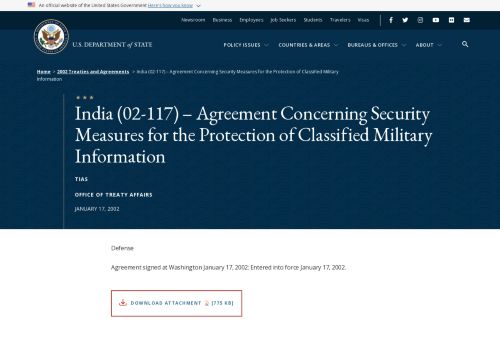 An official website of the United States Government Here's how you know
Newsroom Business Employees Job Seekers Students Travelers Visas
U.S. DEPARTMENT of STATE
POLICY ISSUES COUNTRIES & AREAS BUREAUS & OFFICES ABOUT
Home > 2002 Treaties and Agreements > India (02-117) – Agreement Concerning Security Measures for the Protection of Classified Military
Information
India (02-117) – Agreement Concerning Security
Measures for the Protection of Classified Military
Information
TIAS
OFFICE OF TREATY AFFAIRS
JANUARY 17, 2002
Defense
Agreement signed at Washington January 17, 2002; Entered into force January 17, 2002.
DOWNLOAD ATTACHMENT [775 KB]